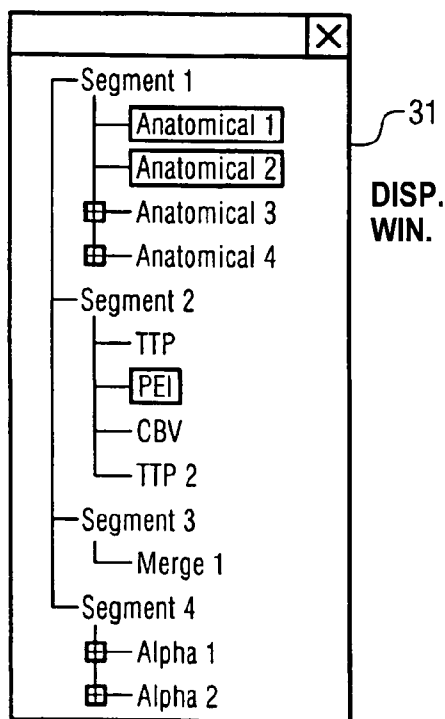 Segment 1
Anatomical 1
Anatomical 2
Anatomical 3
Anatomical 4
Segment 2
TTP
PEI
CBV
TTP 2
Segment 3
Merge 1
Segment 4
Alpha 1
Alpha 2
31
DISP.
WIN.